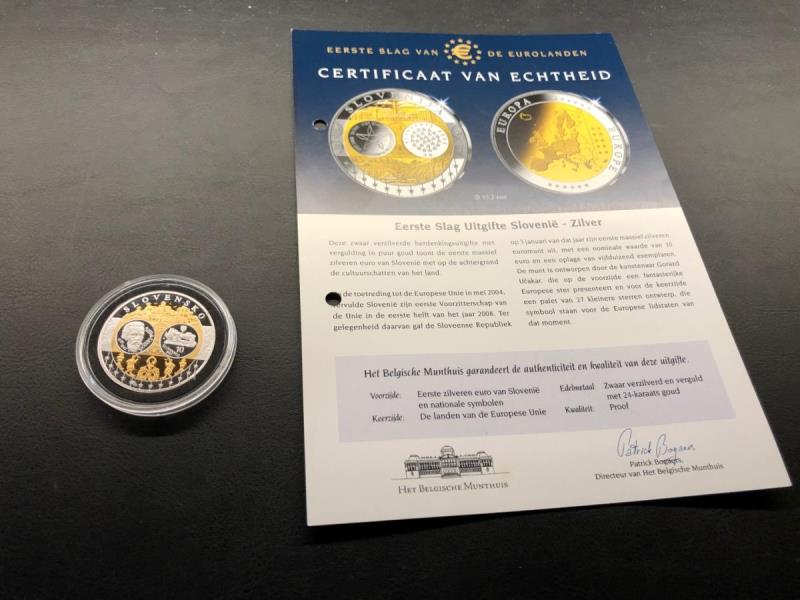 EERSTE SLAG VAN € DE EUROLANDEN
CERTIFICAAT VAN ECHTHEID
SLOVENIJA
EUROPA
EUROPE
Eerste Slag Uitgifte Slovenië - Zilver
Deze zwaar verzilverde herdenkingsuitgifte met
vergulding in puur goud toont de eerste massief
zilveren euro van Slovenië met op de achtergrond
de cultuurschatten van het land.
de toetreding tot de Europese Unie in mei 2004,
vervulde Slovenië zijn eerste Voorzitterschap van
de Unie in de eerste helft van het jaar 2008. Ter
gelegenheid daarvan gaf de Sloveense Republiek
op 3 januari van dat jaar zijn eerste massief zilveren
euromunt uit, met een nominale waarde van 30
euro en een oplage van vijfduizend exemplaren.
De munt is ontworpen door de kunstenaar Gorazd
Učakar, die op de voorzijde een fantasierijke
Europese ster presenteert en voor de keerzijde
een palet van 27 kleinere sterren ontwierp, die
symbool staan voor de Europese lidstaten van
dat moment.
Het Belgische Munthuis garandeert de authenticiteit en kwaliteit van deze uitgifte.
Voorzijde: Eerste zilveren euro van Slovenië
en nationale symbolen
Keerzijde: De landen van de Europese Unie
Edelmetaal: Zwaar verzilverd en verguld
met 24-karaats goud
Kwaliteit: Proof
HET BELGISCHE MUNTHUIS
Patrick Bogaers
Patrick Bogaers,
Directeur van Het Belgische Munthuis
SLOVENSKO
10